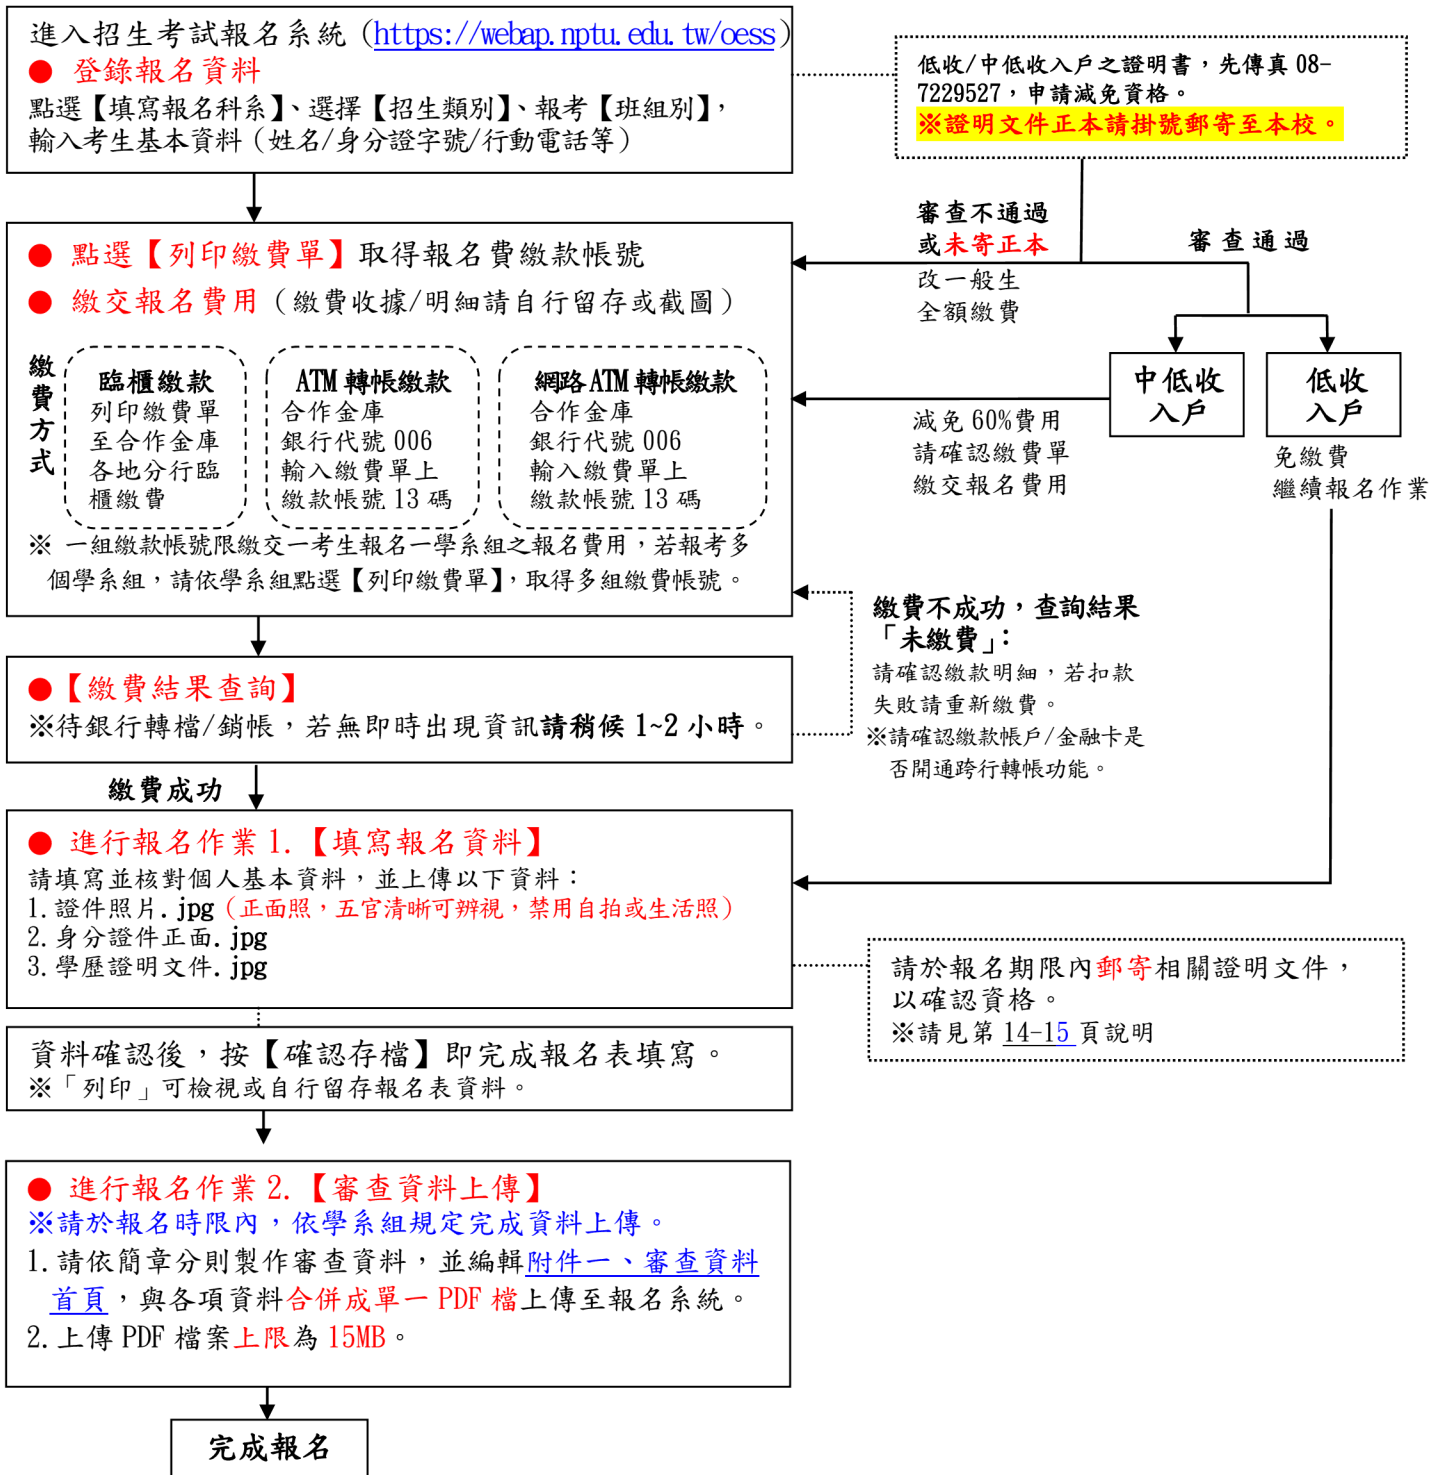 進入招生考試報名系統（https://webap.nptu.edu.tw/oess）
● 登錄報名資料
點選【填寫報名科系】、選擇【招生類別】、報考【班組別】，
輸入考生基本資料（姓名/身分證字號/行動電話等）
低收/中低收入戶之證明書，先傳真 08-
7229527，申請減免資格。
※證明文件正本請掛號郵寄至本校。
審查不通過
或未寄正本
改一般生
全額繳費
審查通過
● 點選【列印繳費單】取得報名費繳款帳號
● 繳交報名費用（繳費收據/明細請自行留存或截圖）
繳費方式
臨櫃繳款
列印繳費單
至合作金庫
各地分行臨
櫃繳費
ATM 轉帳繳款
合作金庫
銀行代號 006
輸入繳費單上
繳款帳號 13 碼
網路 ATM 轉帳繳款
合作金庫
銀行代號 006
輸入繳費單上
繳款帳號 13 碼
※ 一組繳款帳號限繳交一考生報名一學系組之報名費用，若報考多
個學系組，請依學系組點選【列印繳費單】，取得多組繳費帳號。
中低收
入戶
減免 60%費用
請確認繳費單
繳交報名費用
低收
入戶
免繳費
繼續報名作業
●【繳費結果查詢】
※待銀行轉檔/銷帳，若無即時出現資訊請稍候 1~2 小時。
繳費不成功，查詢結果
「未繳費」：
請確認繳款明細，若扣款
失敗請重新繳費。
※請確認繳款帳戶/金融卡是
否開通跨行轉帳功能。
繳費成功
● 進行報名作業 1.【填寫報名資料】
請填寫並核對個人基本資料，並上傳以下資料：
1.證件照片.jpg（正面照，五官清晰可辨視，禁用自拍或生活照）
2.身分證件正面.jpg
3.學歷證明文件.jpg
請於報名期限內郵寄相關證明文件，
以確認資格。
※請見第 14-15 頁說明
資料確認後，按【確認存檔】即完成報名表填寫。
※「列印」可檢視或自行留存報名表資料。
● 進行報名作業 2.【審查資料上傳】
※請於報名時限內，依學系組規定完成資料上傳。
1.請依簡章分則製作審查資料，並編輯附件一、審查資料
首頁，與各項資料合併成單一 PDF 檔上傳至報名系統。
2.上傳 PDF 檔案上限為 15MB。
完成報名